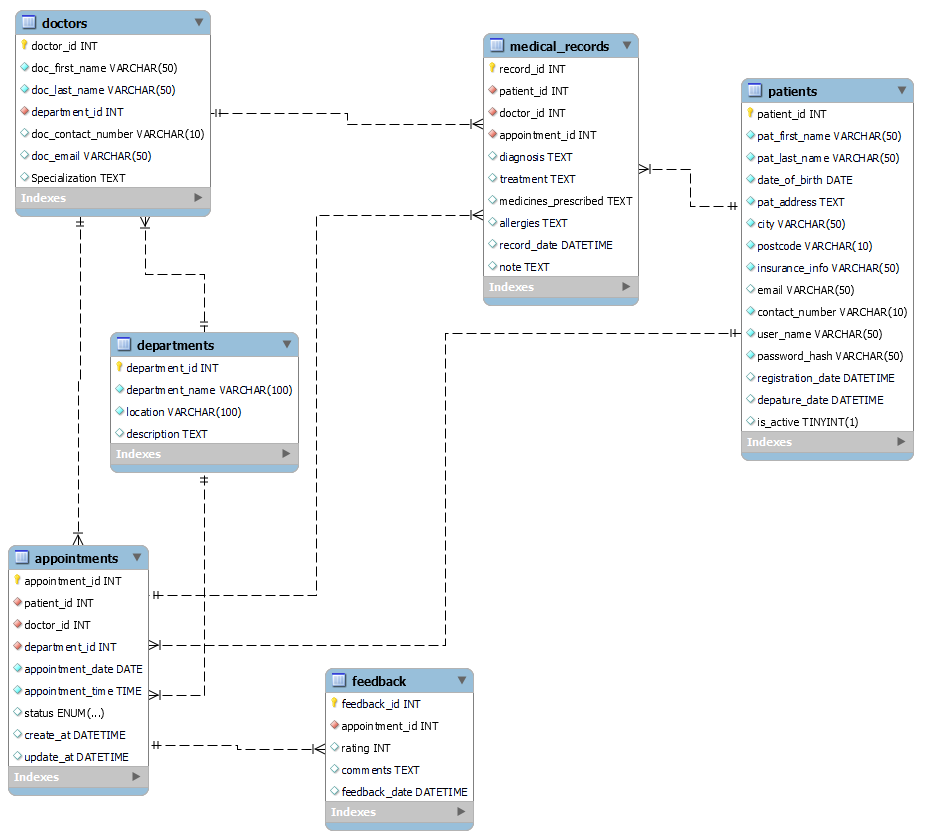 doctors
doctor_id INT
doc_first_name VARCHAR(50)
doc_last_name VARCHAR(50)
department_id INT
doc_contact_number VARCHAR(10)
doc_email VARCHAR(50)
Specialization TEXT
Indexes
medical_records
record_id INT
patient_id INT
doctor_id INT
appointment_id INT
diagnosis TEXT
treatment TEXT
medicines_prescribed TEXT
allergies TEXT
record_date DATETIME
note TEXT
Indexes
patients
patient_id INT
pat_first_name VARCHAR(50)
pat_last_name VARCHAR(50)
date_of_birth DATE
pat_address TEXT
city VARCHAR(50)
postcode VARCHAR(10)
insurance_info VARCHAR(50)
email VARCHAR(50)
contact_number VARCHAR(10)
user_name VARCHAR(50)
password_hash VARCHAR(50)
registration_date DATETIME
depature_date DATETIME
is_active TINYINT(1)
Indexes
departments
department_id INT
department_name VARCHAR(100)
location VARCHAR(100)
description TEXT
Indexes
appointments
appointment_id INT
patient_id INT
doctor_id INT
department_id INT
appointment_date DATE
appointment_time TIME
status ENUM(...)
create_at DATETIME
update_at DATETIME
Indexes
feedback
feedback_id INT
appointment_id INT
rating INT
comments TEXT
feedback_date DATETIME
Indexes